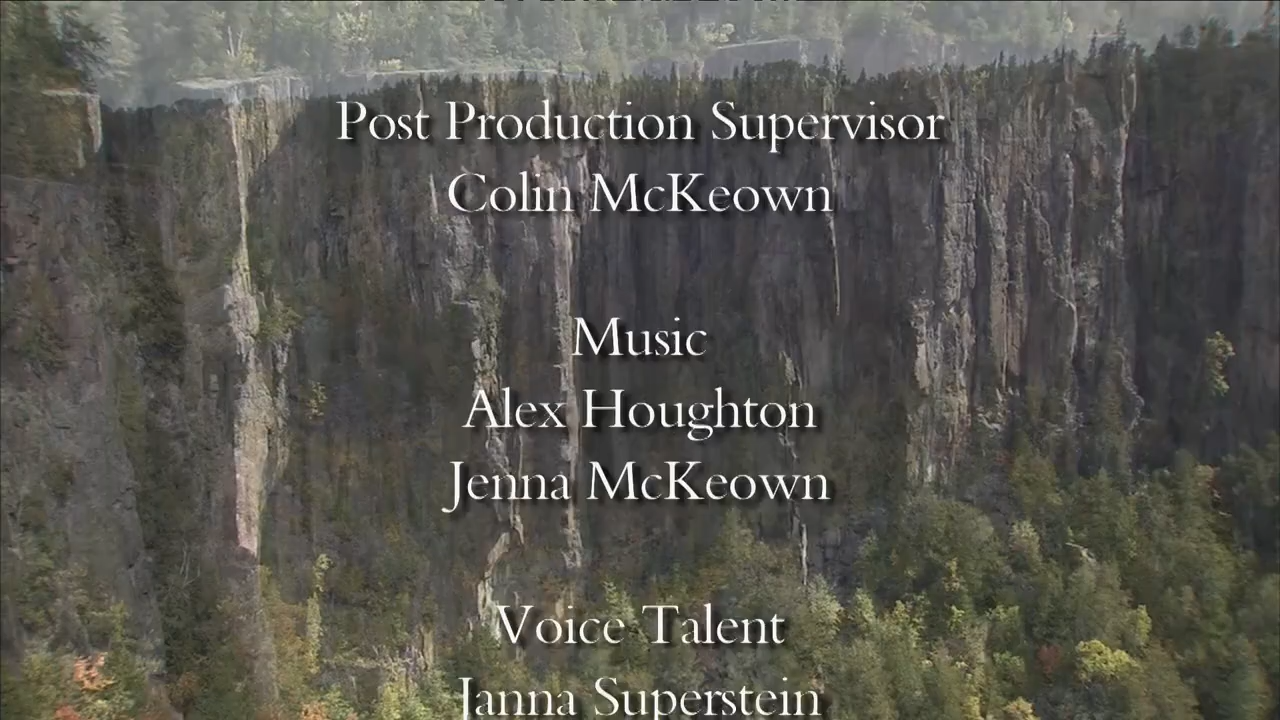 Post Production Supervisor
Colin McKeown
Music
Alex Houghton
Jenna McKeown
Voice Talent
Janna Superstein